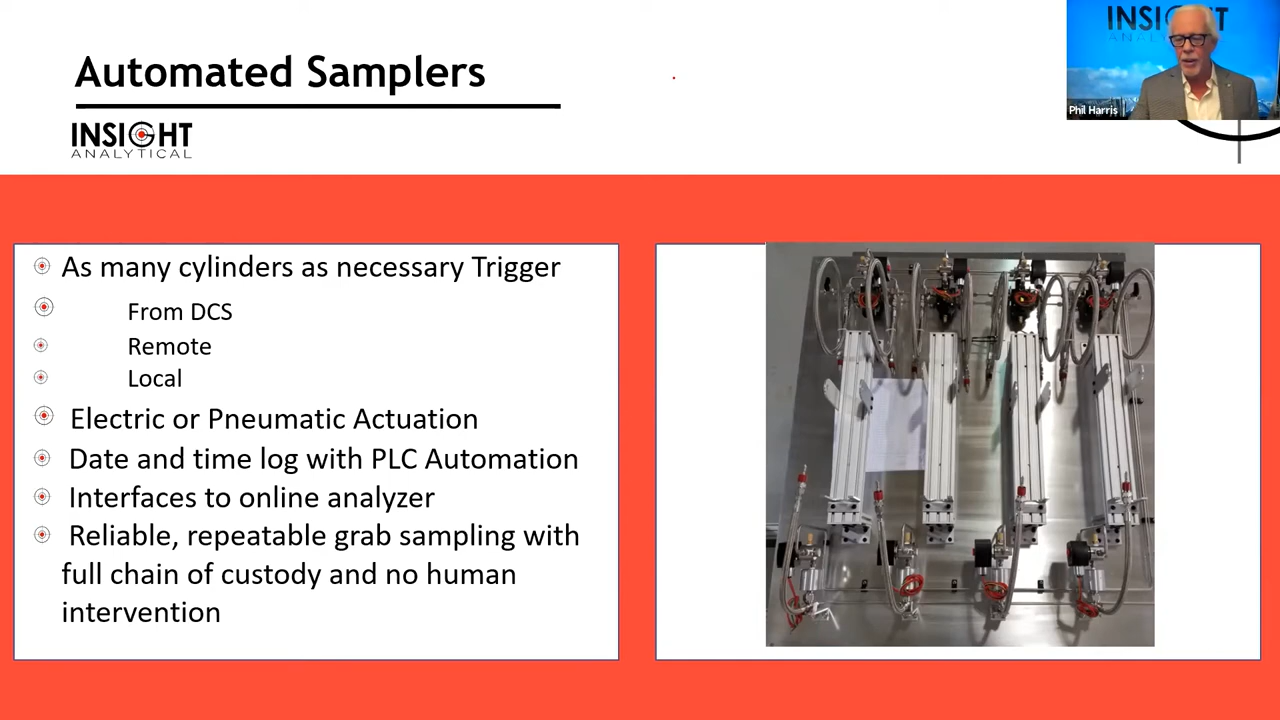 Automated Samplers
INSIGHT
ANALYTICAL
INSIGHT
Phil Harris
As many cylinders as necessary Trigger
From DCS
Remote
Local
Electric or Pneumatic Actuation
Date and time log with PLC Automation
Interfaces to online analyzer
Reliable, repeatable grab sampling with
full chain of custody and no human
intervention